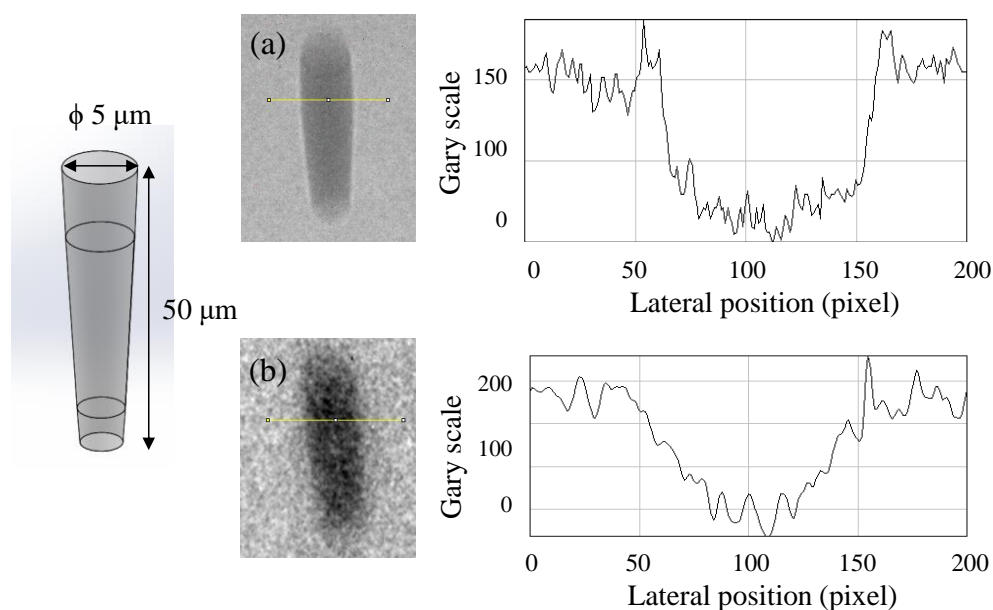 ϕ 5 μm
50 μm
(a)
150
100
0
Gary scale
0 50 100 150 200
Lateral position (pixel)
(b)
200
100
0
Gary scale
0 50 100 150 200
Lateral position (pixel)